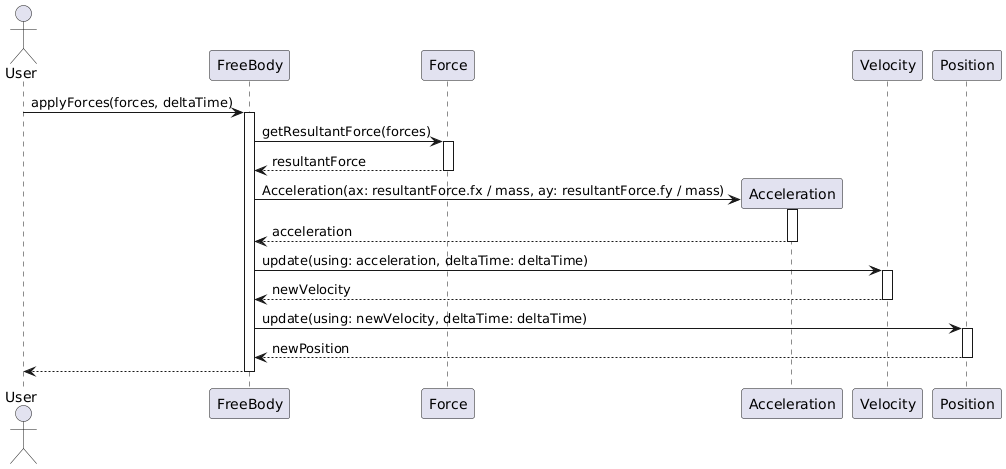 User
FreeBody
Force
Velocity
Position
applyForces(forces, deltaTime)
getResultantForce(forces)
resultantForce
Acceleration(ax: resultantForce.fx / mass, ay: resultantForce.fy / mass)
Acceleration
acceleration
update(using: acceleration, deltaTime: deltaTime)
newVelocity
update(using: newVelocity, deltaTime: deltaTime)
newPosition
User
FreeBody
Force
Acceleration
Velocity
Position